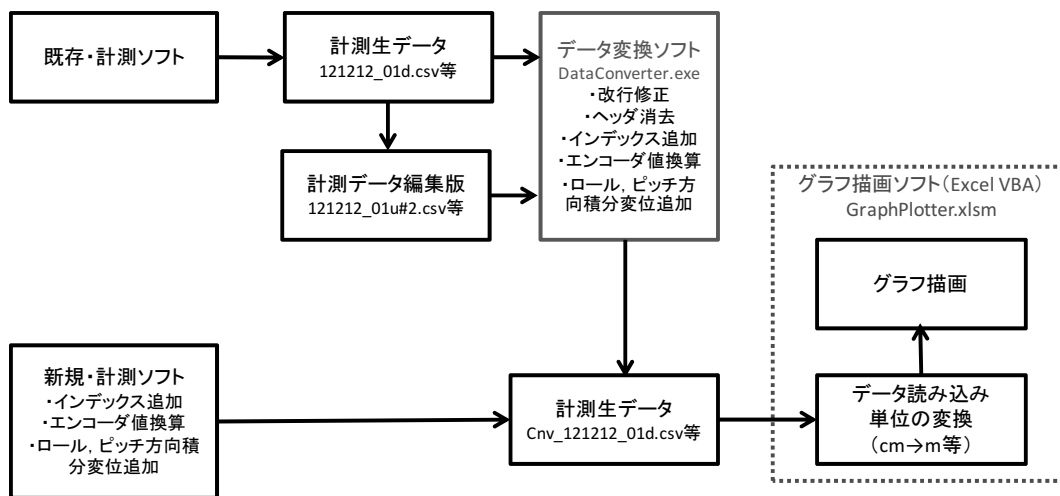 既存・計測ソフト
計測生データ
121212_01d.csv等
計測データ編集版
121212_01u#2.csv等
データ変換ソフト
DataConverter.exe
・改行修正
・ヘッダ消去
・インデックス追加
・エンコーダ値換算
・ロール，ピッチ方
向積分変位追加
グラフ描画ソフト（Excel VBA）
GraphPlotter.xlsm
グラフ描画
新規・計測ソフト
・インデックス追加
・エンコーダ値換算
・ロール，ピッチ方向積
分変位追加
計測生データ
Cnv_121212_01d.csv等
データ読み込み
単位の変換
（cm→m等）